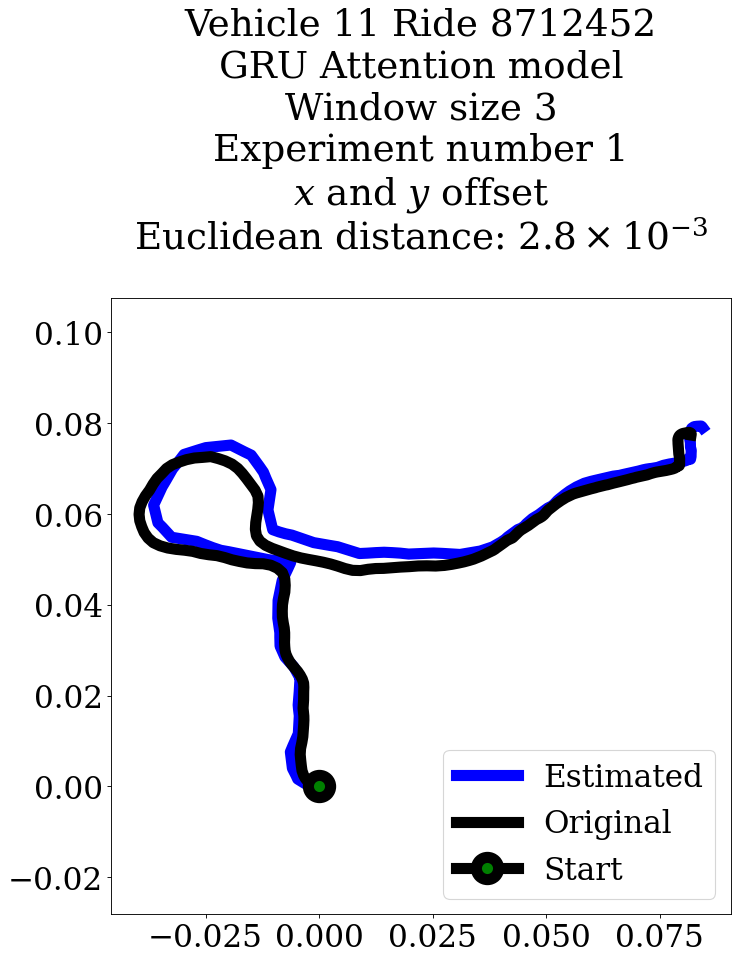 Vehicle 11 Ride 8712452
GRU Attention model
Window size 3
Experiment number 1
x and y offset
Euclidean distance: 2.8 × 10⁻³
0.10
0.08
0.06
0.04
0.02
0.00
−0.02
−0.025 0.000 0.025 0.050 0.075
Estimated
Original
Start